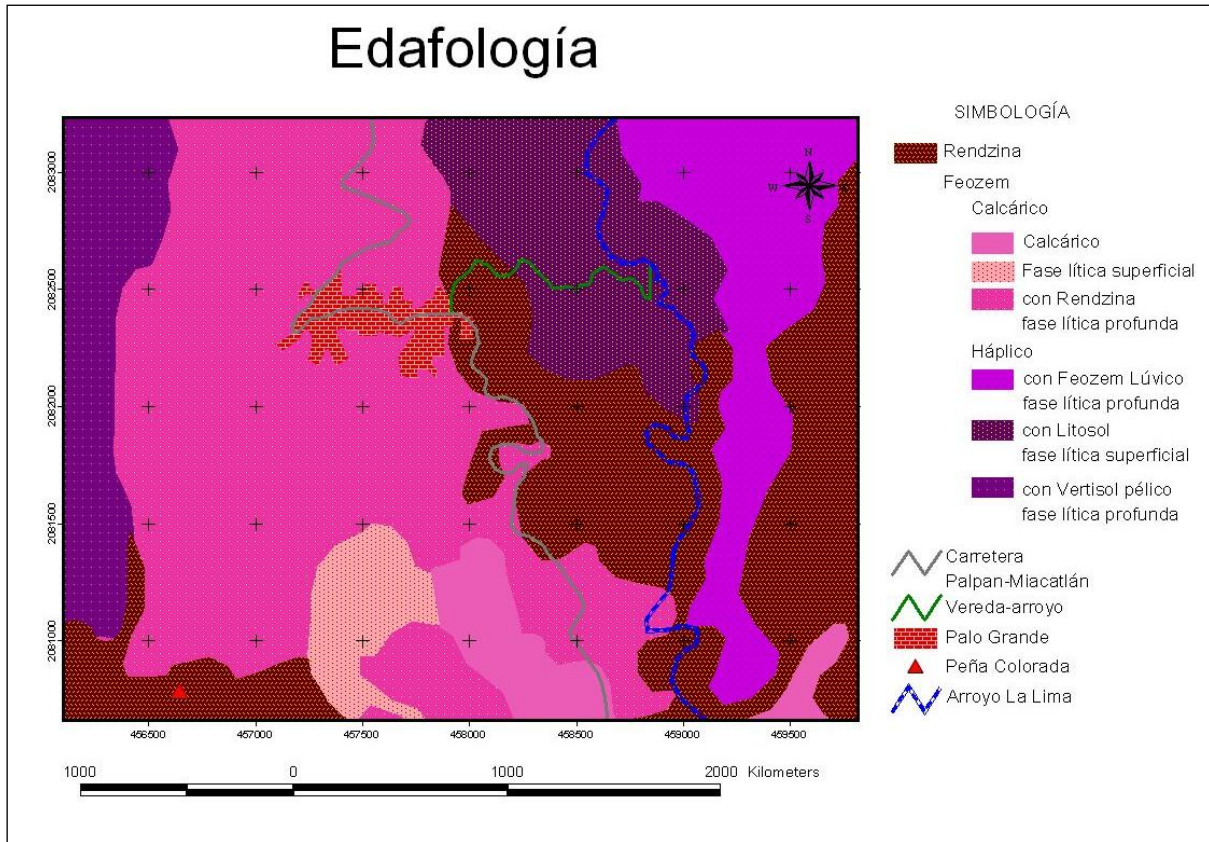 Edafología
SIMBOLOGÍA
Rendzina
Feozem
Calcárico
Calcárico
Fase lítica superficial
con Rendzina
fase lítica profunda
Háplico
con Feozem Lúvico
fase lítica profunda
con Litosol
fase lítica superficial
con Vertisol pélico
fase lítica profunda
Carretera
Palpan-Miacatlán
Vereda-arroyo
Palo Grande
Peña Colorada
Arroyo La Lima
N
W
S
2083000
2082500
2082000
2081500
2081000
456500 457000 457500 458000 458500 459000 459500
1000 0 1000 2000 Kilometers